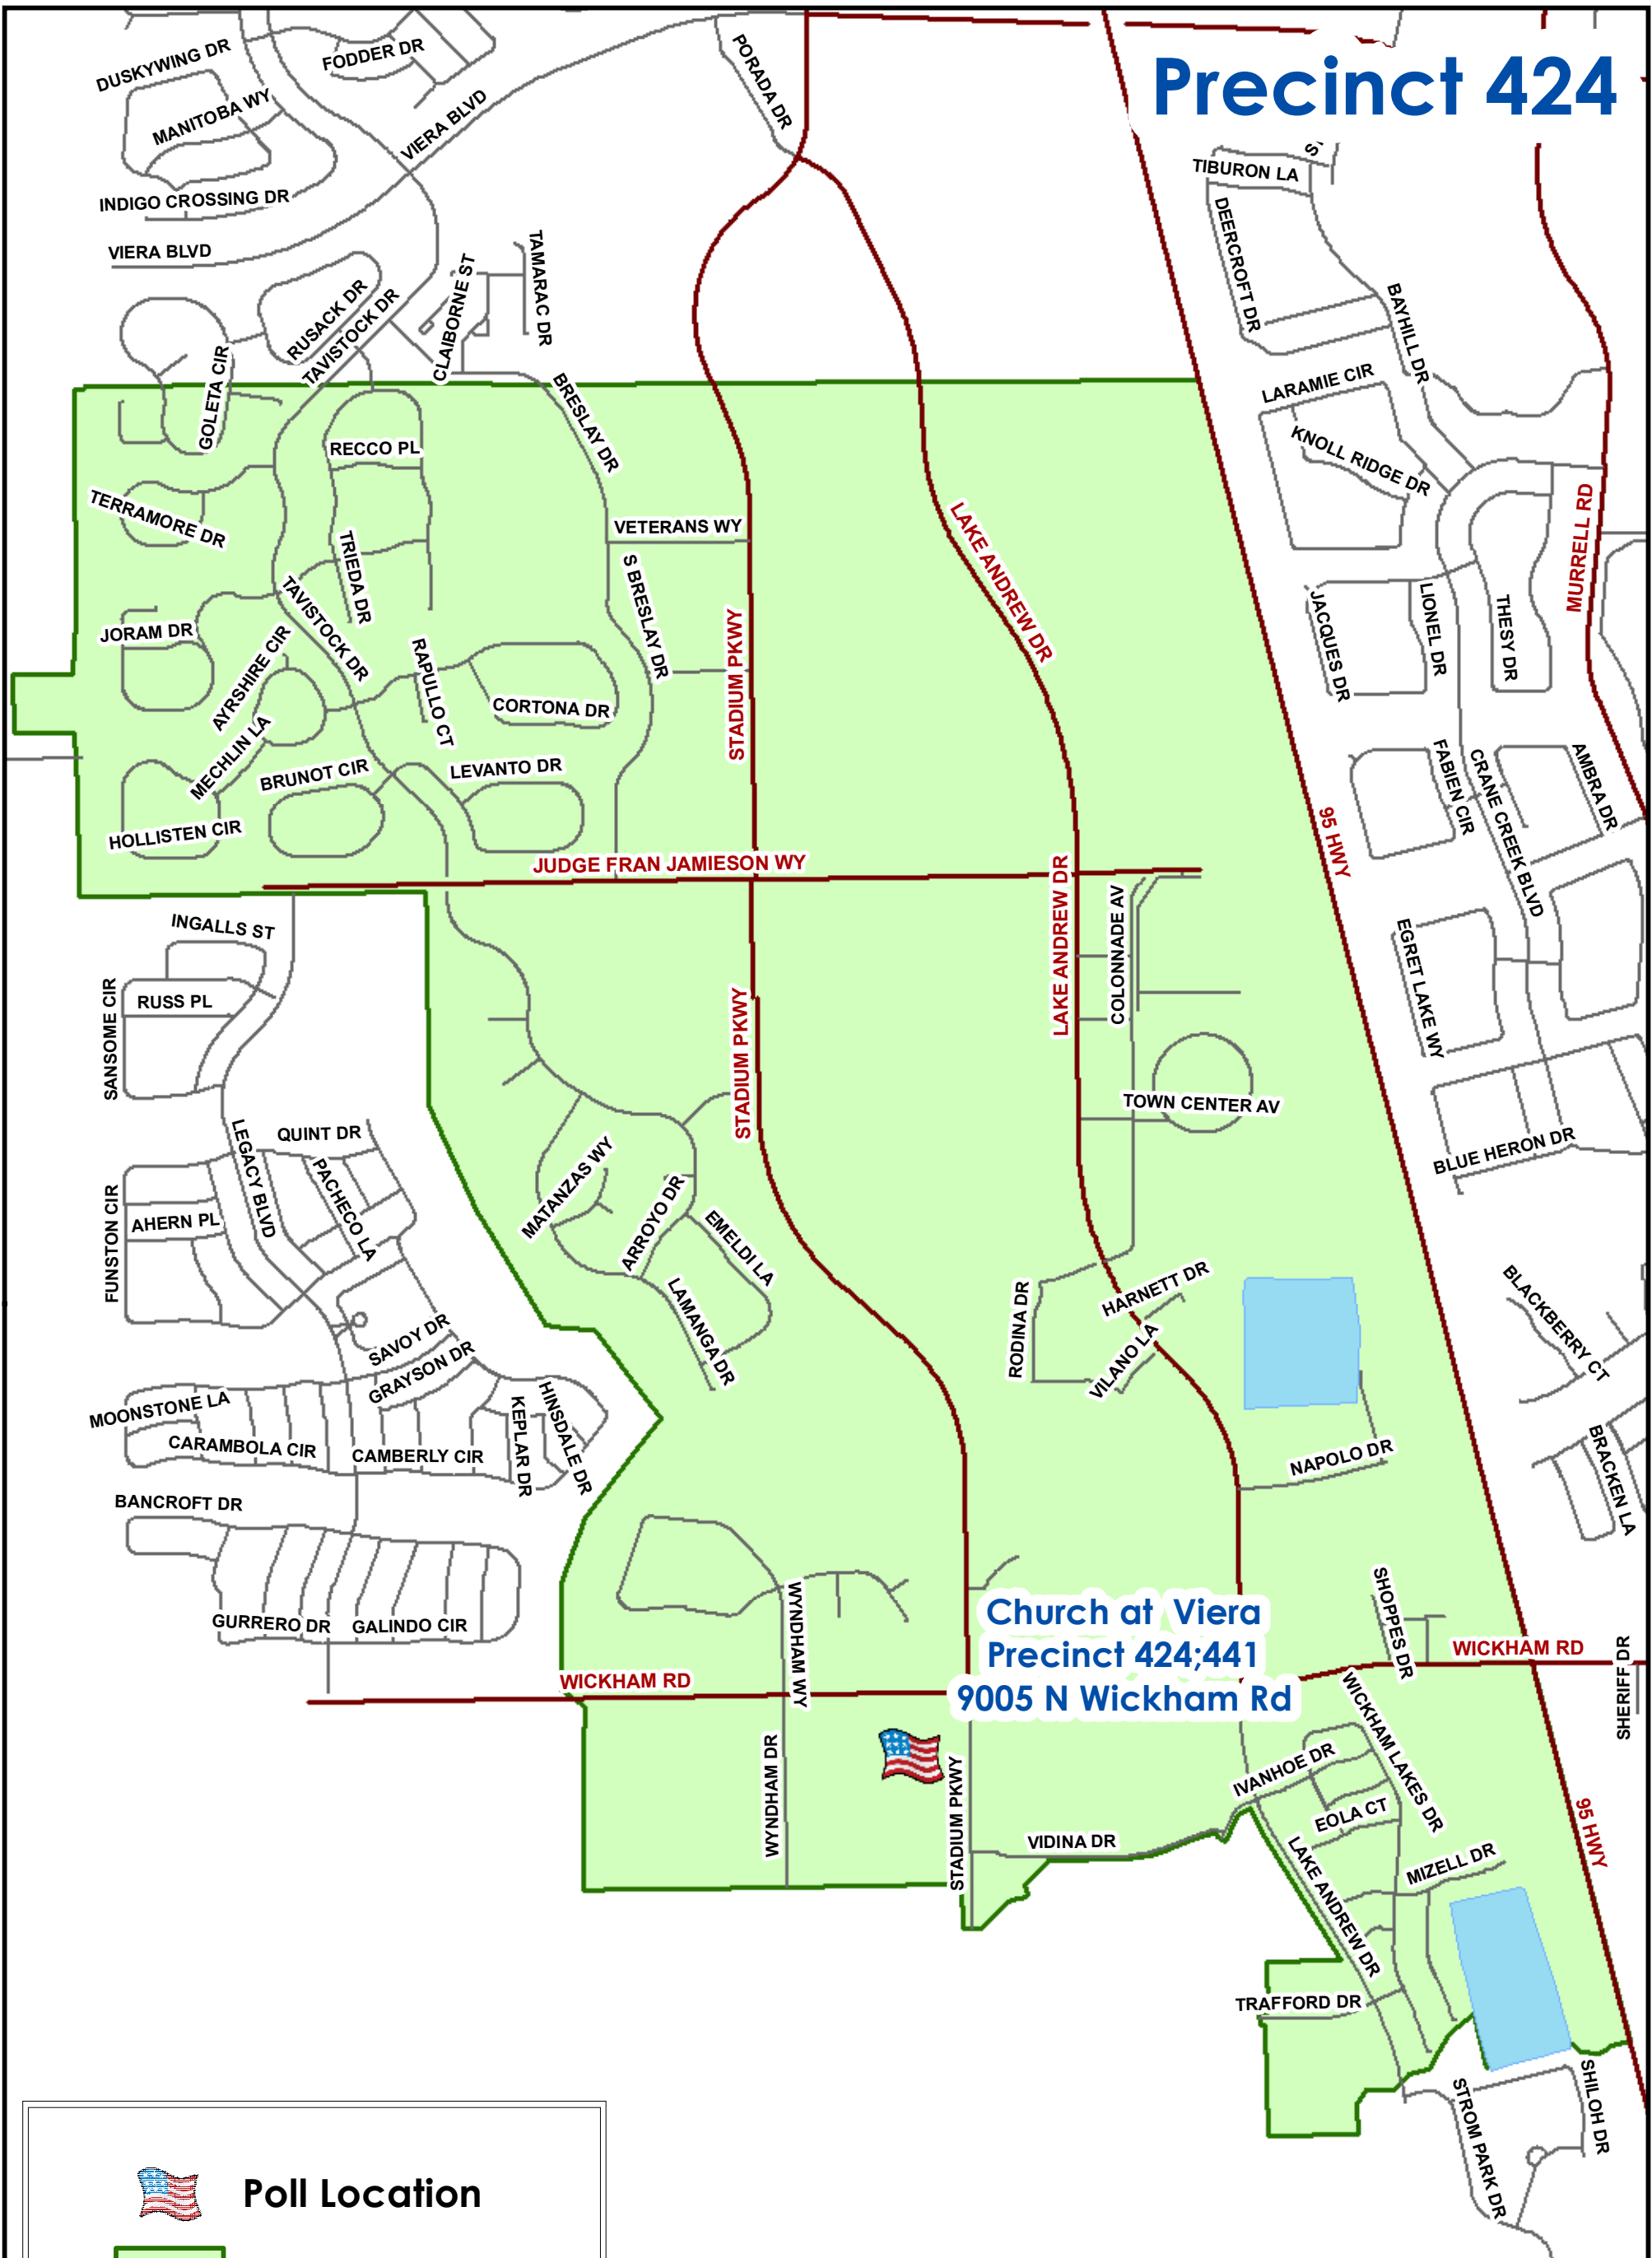 Precinct 424
DUSKYWING DR
FODDER DR
MANITOBA WY
PORADA DR
VIERA BLVD
INDIGO CROSSING DR
VIERA BLVD
TIBURON LA
DEERCROFT DR
TAMARAC DR
CLAIBORNE ST
RUSACK DR
TAVISTOCK DR
GOLETA CIR
BAYHILL DR
LARAMIE CIR
KNOLL RIDGE DR
BRESLAY DR
RECCO PL
TERRAMORE DR
VETERANS WY
LAKE ANDREW DR
MURRELL RD
TRIEDA DR
S BRESLAY DR
TAVISTOCK DR
JORAM DR
AYRSHIRE CIR
RAPULLO CT
STADIUM PKWY
JACQUES DR
LIONEL DR
THESY DR
CORTONA DR
MECHLIN LA
BRUNOT CIR
LEVANTO DR
HOLLISTEN CIR
FABIEN CIR
CRANE CREEK BLVD
AMBRA DR
95 HWY
JUDGE FRAN JAMIESON WY
LAKE ANDREW DR
COLONNADE AV
INGALLS ST
RUSS PL
SANSOME CIR
EGRET LAKE WY
STADIUM PKWY
TOWN CENTER AV
BLUE HERON DR
QUINT DR
LEGACY BLVD
PACHECO LA
FUNSTON CIR
AHERN PL
MATANZAS WY
ARROYO DR
EMELDI LA
LAMANGA DR
RODINA DR
HARNETT DR
VILANO LA
BLACKBERRY CT
SAVOY DR
GRAYSON DR
MOONSTONE LA
CARAMBOLA CIR
CAMBERLY CIR
KEPLAR DR
HINSDALE DR
NAPOLO DR
BRACKEN LA
BANCROFT DR
GURRERO DR
GALINDO CIR
WYNDHAM WY
Church at Viera
Precinct 424;441
9005 N Wickham Rd
SHOPPES DR
WICKHAM RD
SHERIFF DR
WICKHAM RD
WICKHAM LAKES DR
WYNDHAM DR
STADIUM PKWY
IVANHOE DR
EOLA CT
VIDINA DR
LAKE ANDREW DR
MIZELL DR
95 HWY
TRAFFORD DR
STROM PARK DR
SHILOH DR
Poll Location